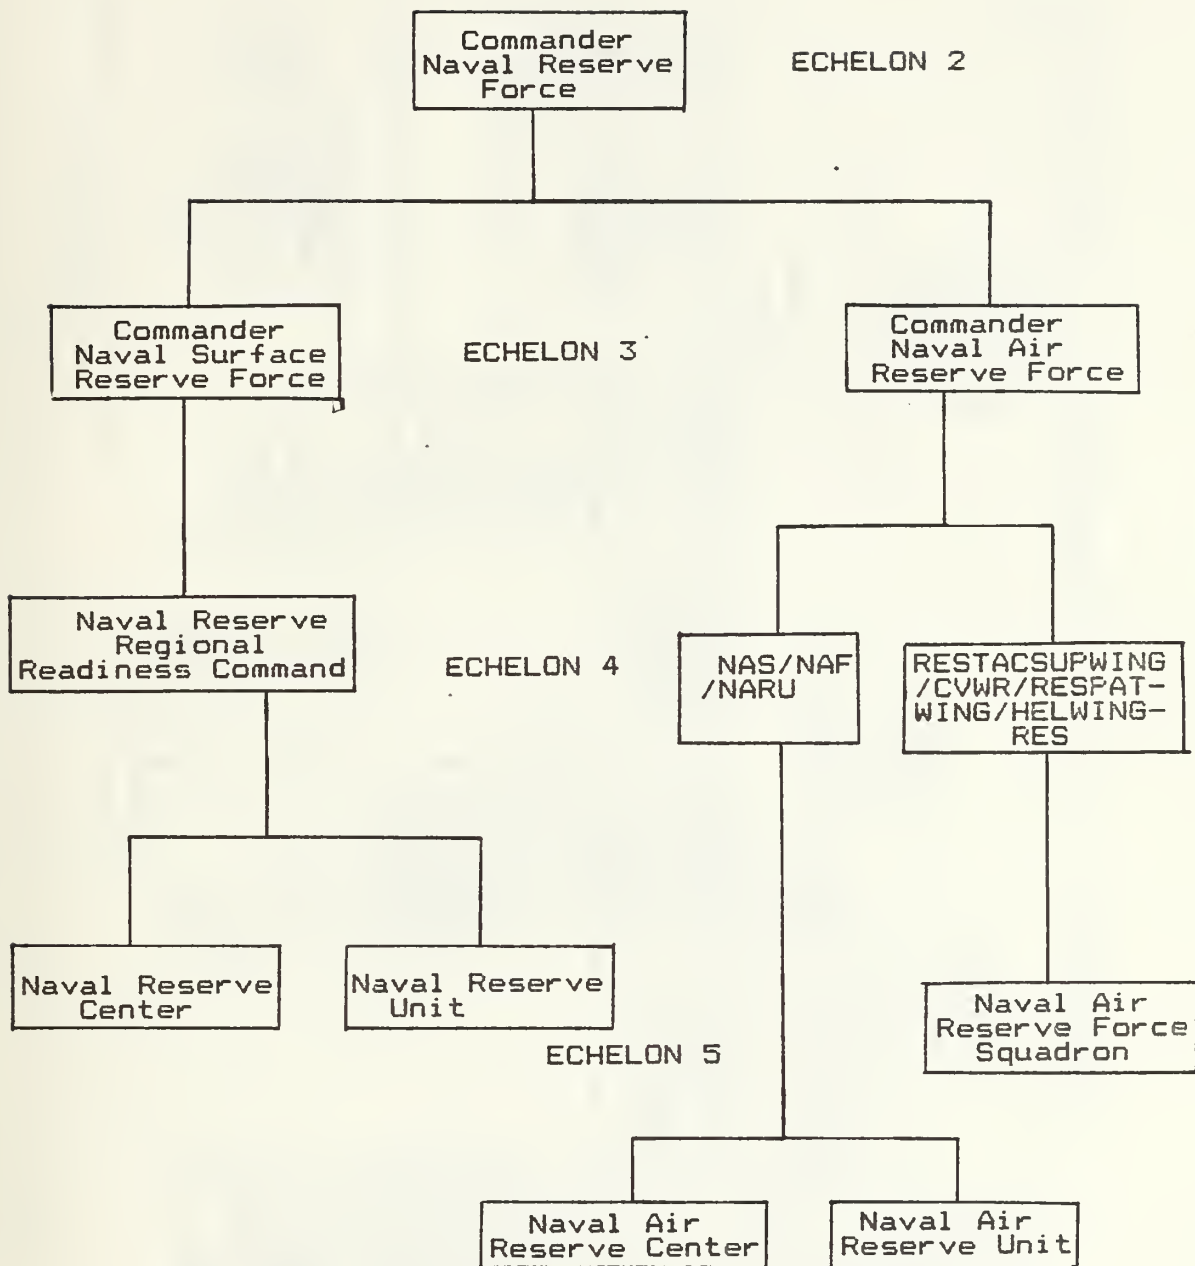 Commander
Naval Reserve
Force
ECHELON 2
Commander
Naval Surface
Reserve Force
ECHELON 3
Commander
Naval Air
Reserve Force
Naval Reserve
Regional
Readiness Command
ECHELON 4
NAS/NAF
/NARU
RESTACSUPWING
/CVWR/RESPAT-
WING/HELWING-
RES
Naval Reserve
Center
Naval Reserve
Unit
ECHELON 5
Naval Air
Reserve Force
Squadron
Naval Air
Reserve Center
Naval Air
Reserve Unit